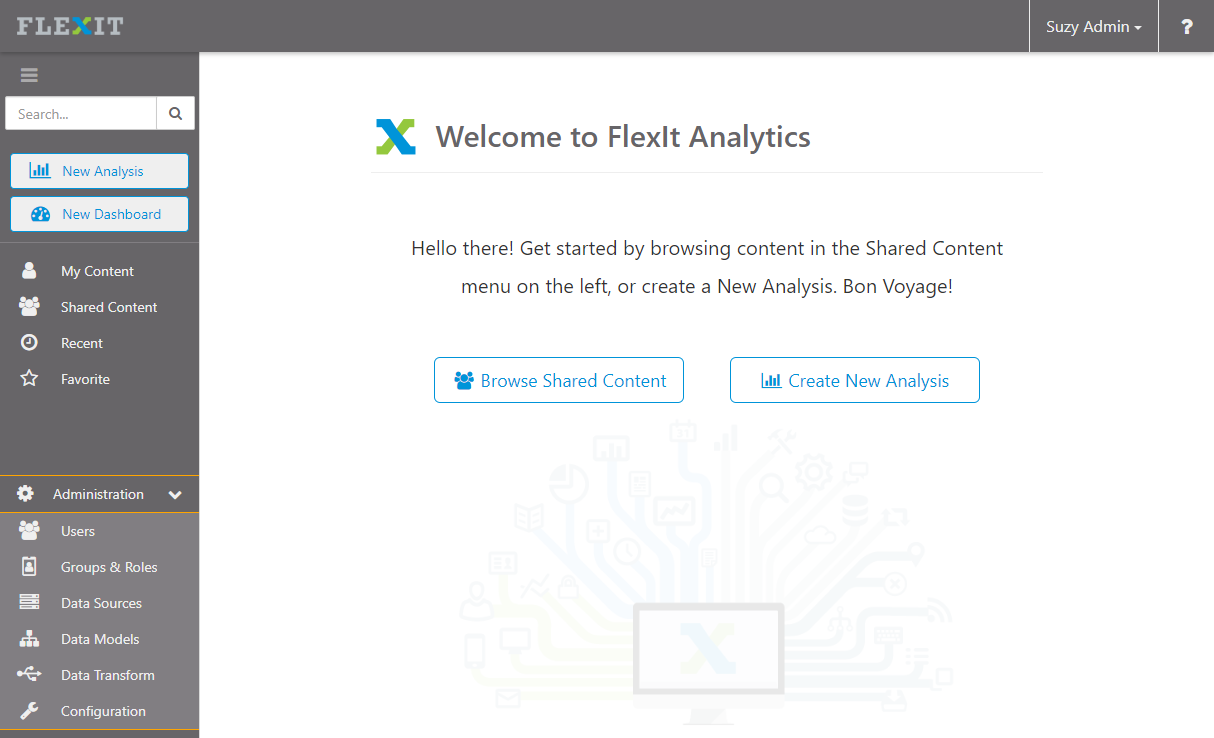 FLEXIT
Suzy Admin
?
Search...
New Analysis
New Dashboard
My Content
Shared Content
Recent
Favorite
Administration
Users
Groups & Roles
Data Sources
Data Models
Data Transform
Configuration
Welcome to FlexIt Analytics
Hello there! Get started by browsing content in the Shared Content
menu on the left, or create a New Analysis. Bon Voyage!
Browse Shared Content
Create New Analysis